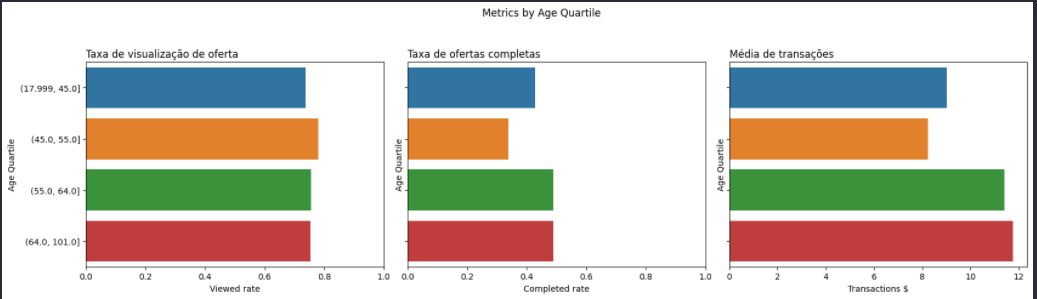 Metrics by Age Quartile
Taxa de visualização de oferta
Taxa de ofertas completas
Média de transações
(17.999, 45.0]
(45.0, 55.0]
(55.0, 64.0]
(64.0, 101.0]
Age Quartile
Age Quartile
Age Quartile
0.0 0.2 0.4 0.6 0.8 1.0
0.0 0.2 0.4 0.6 0.8 1.0
0 2 4 6 8 10 12
Viewed rate
Completed rate
Transactions $